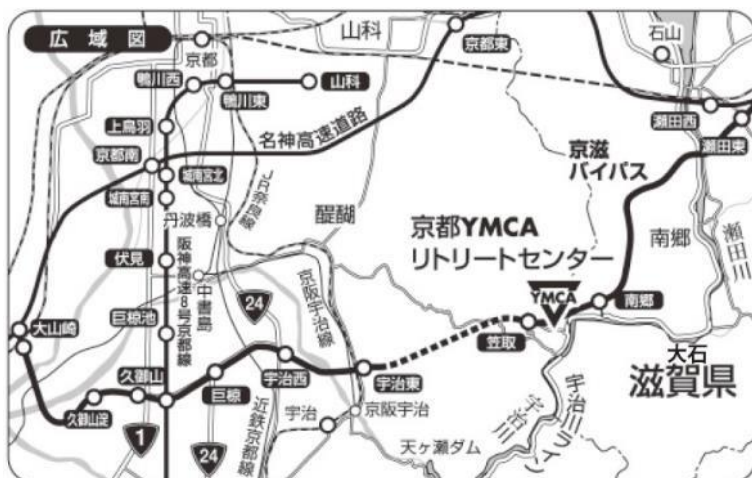 広域図
京都
山科
京都東
石山
鴨川西
鴨川東
山科
上鳥羽
名神高速道路
瀬田西
瀬田東
京都南
城南宮北
城南宮南
JR奈良線
丹波橋
醍醐
京滋
バイパス
京都YMCA
リトリートセンター
YMCA
南郷
瀬田川
伏見
阪神高速8号京都線
中書島
24
京阪宇治線
南郷
大山崎
巨椋池
笠取
大石
滋賀県
久御山
宇治西
宇治東
久御山淀
巨椋
宇治
京阪宇治
宇治川
宇治川ライン
1
24
近鉄京都線
天ヶ瀬ダム